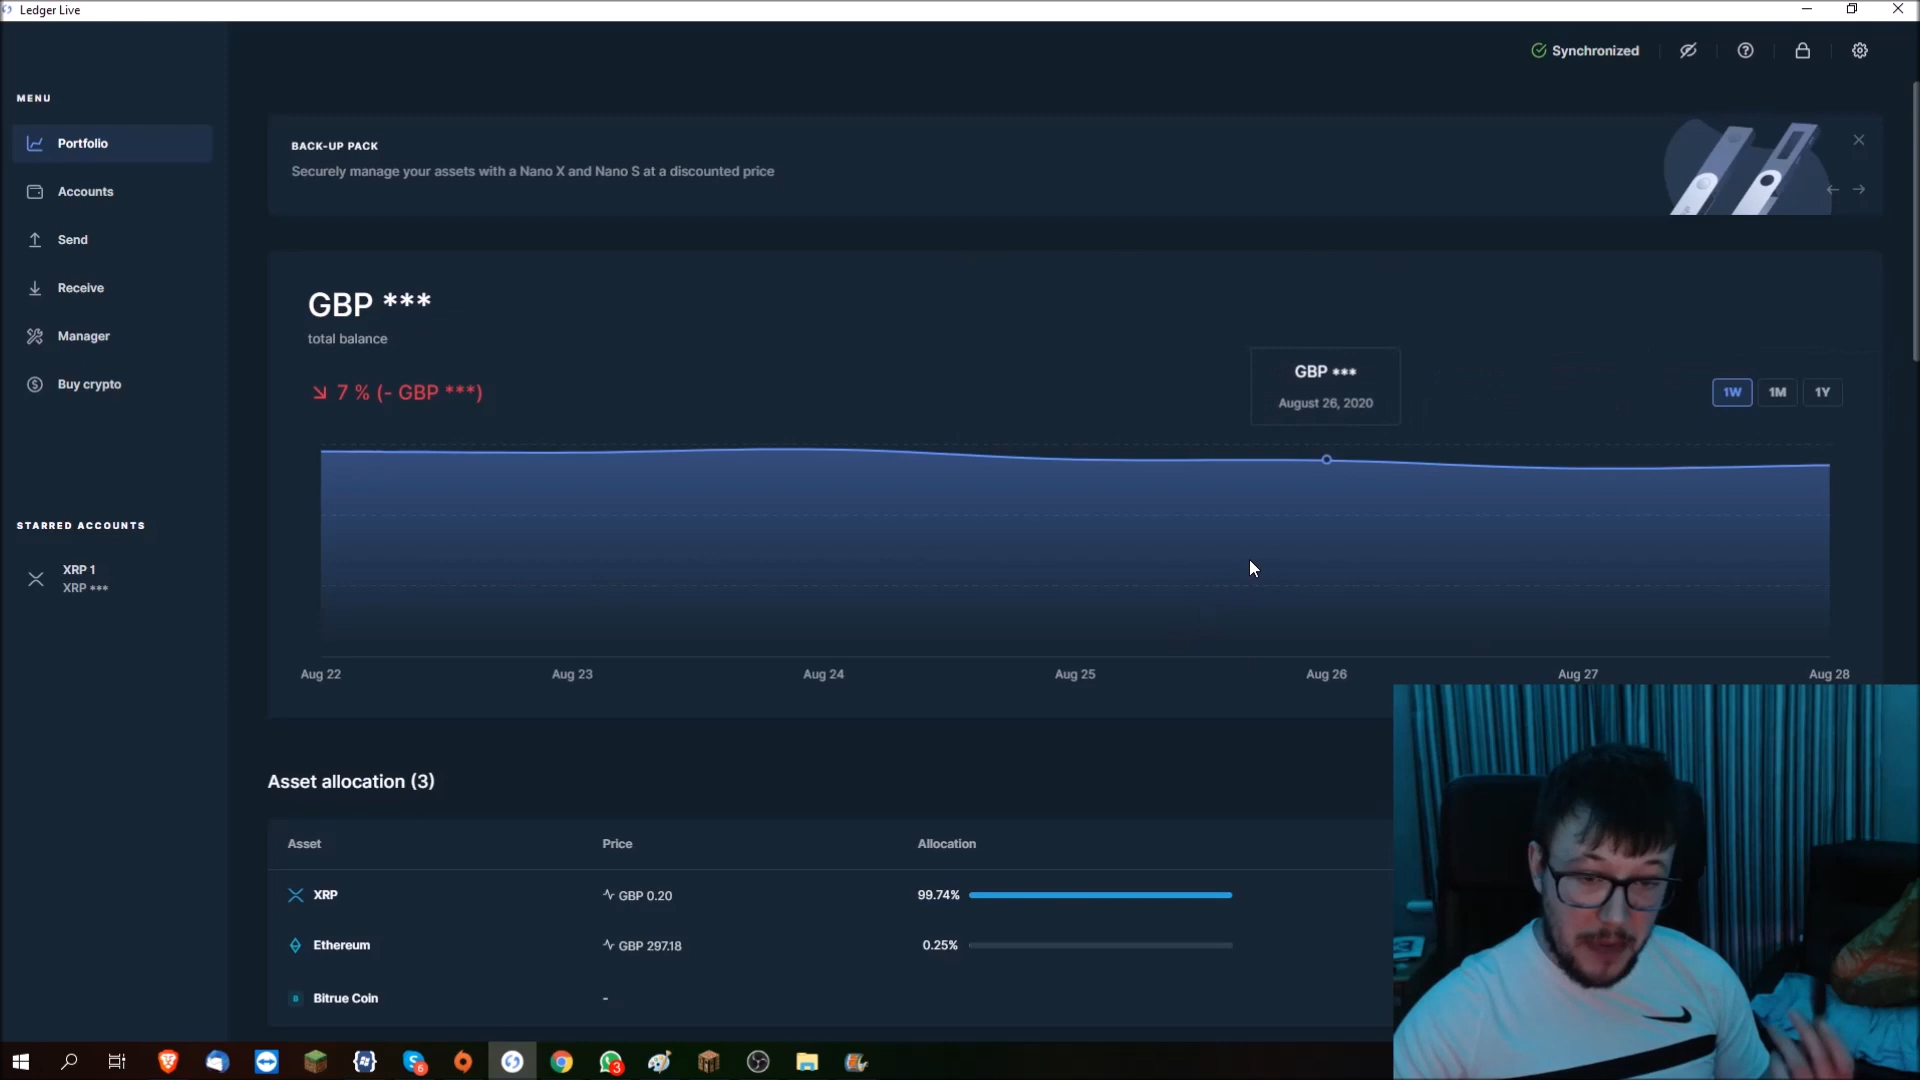 Ledger Live
Synchronized
MENU
Portfolio
Accounts
Send
Receive
Manager
Buy crypto
STARRED ACCOUNTS
XRP 1
XRP ***
BACK-UP PACK
Securely manage your assets with a Nano X and Nano S at a discounted price
GBP ***
total balance
7 % (- GBP ***)
GBP ***
August 26, 2020
1W 1M 1Y
Aug 22 Aug 23 Aug 24 Aug 25 Aug 26 Aug 27 Aug 28
Asset allocation (3)
Asset Price Allocation
XRP GBP 0.20 99.74%
Ethereum GBP 297.18 0.25%
B Bitrue Coin -
6 3